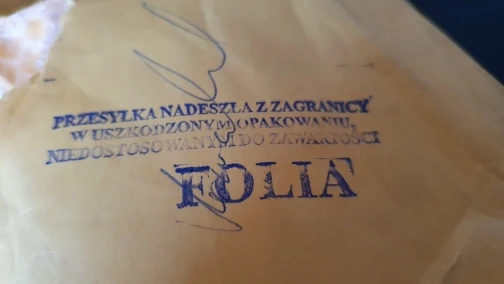 PRZESYŁKA NADESZŁA Z ZAGRANICY
W USZKODZONYM OPAKOWANIU,
NIEDOSTOSOWANYM DO ZAWARTOŚCI
FOLIA